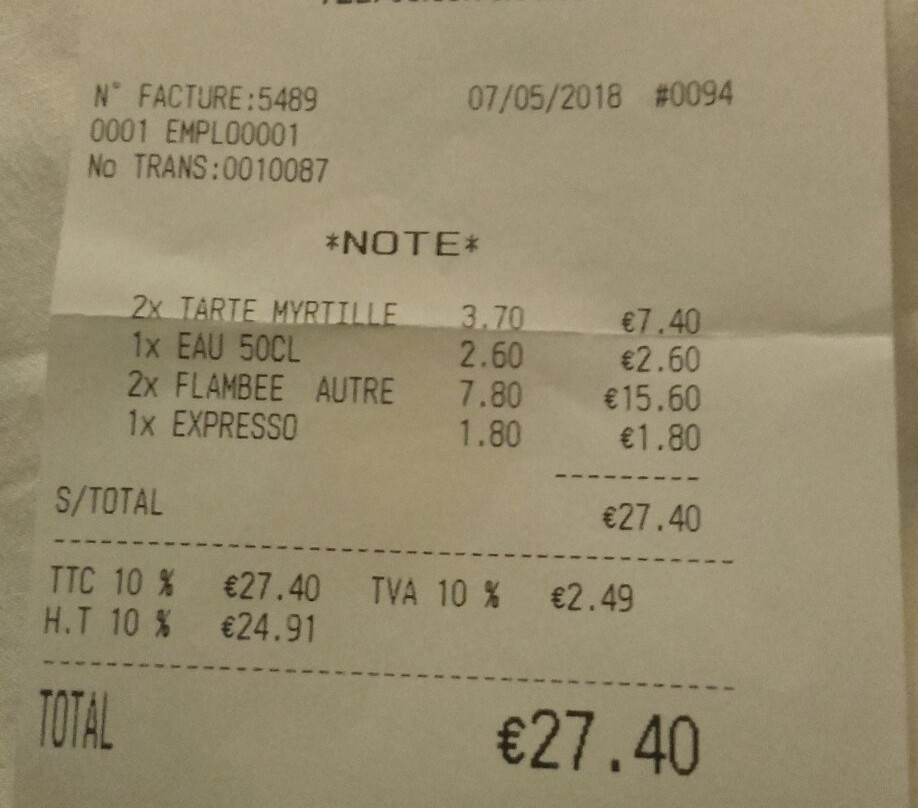 N° FACTURE:5489 07/05/2018 #0094
0001 EMPLO0001
No TRANS:0010087
*NOTE*
2x TARTE MYRTILLE 3.70 €7.40
1x EAU 50CL 2.60 €2.60
2x FLAMBEE AUTRE 7.80 €15.60
1x EXPRESSO 1.80 €1.80
---------
S/TOTAL €27.40
--------------------------------------------
TTC 10 % €27.40 TVA 10 % €2.49
H.T 10 % €24.91
--------------------------------------------
TOTAL €27.40